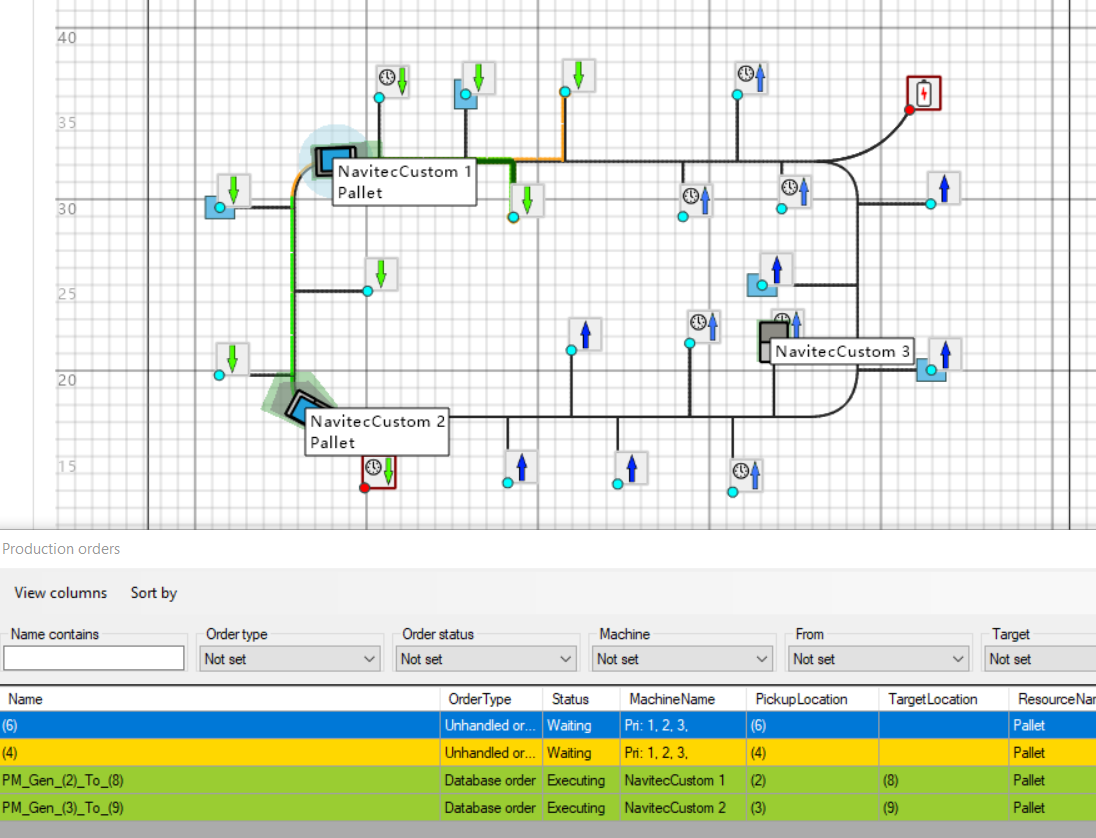 40
35
NavitecCustom 1
Pallet
30
25
NavitecCustom 3
20
NavitecCustom 2
Pallet
15
Production orders
View columns Sort by
Name contains Order type Order status Machine From Target
Not set Not set Not set Not set Not set
Name OrderType Status MachineName PickupLocation TargetLocation ResourceNar
(6) Unhandled or... Waiting Pri: 1, 2, 3, (6) Pallet
(4) Unhandled or... Waiting Pri: 1, 2, 3, (4) Pallet
PM_Gen_(2)_To_(8) Database order Executing NavitecCustom 1 (2) (8) Pallet
PM_Gen_(3)_To_(9) Database order Executing NavitecCustom 2 (3) (9) Pallet